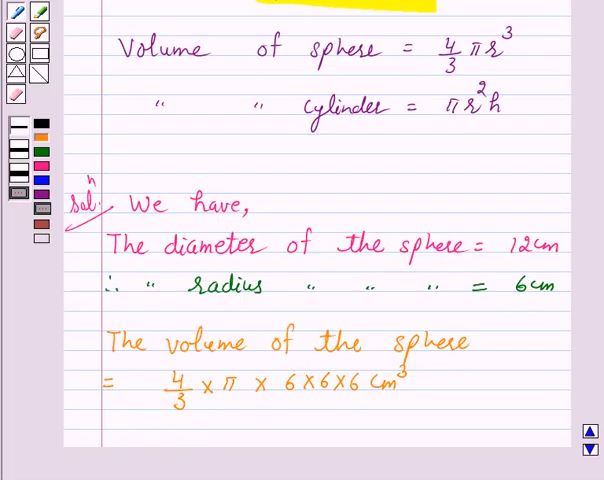 Volume of sphere = 4/3 πr³
" " cylinder = πr²h
Solⁿ. We have,
The diameter of the sphere = 12cm
∴ " radius " " " = 6cm
The volume of the sphere
= 4/3 × π × 6×6×6 cm³